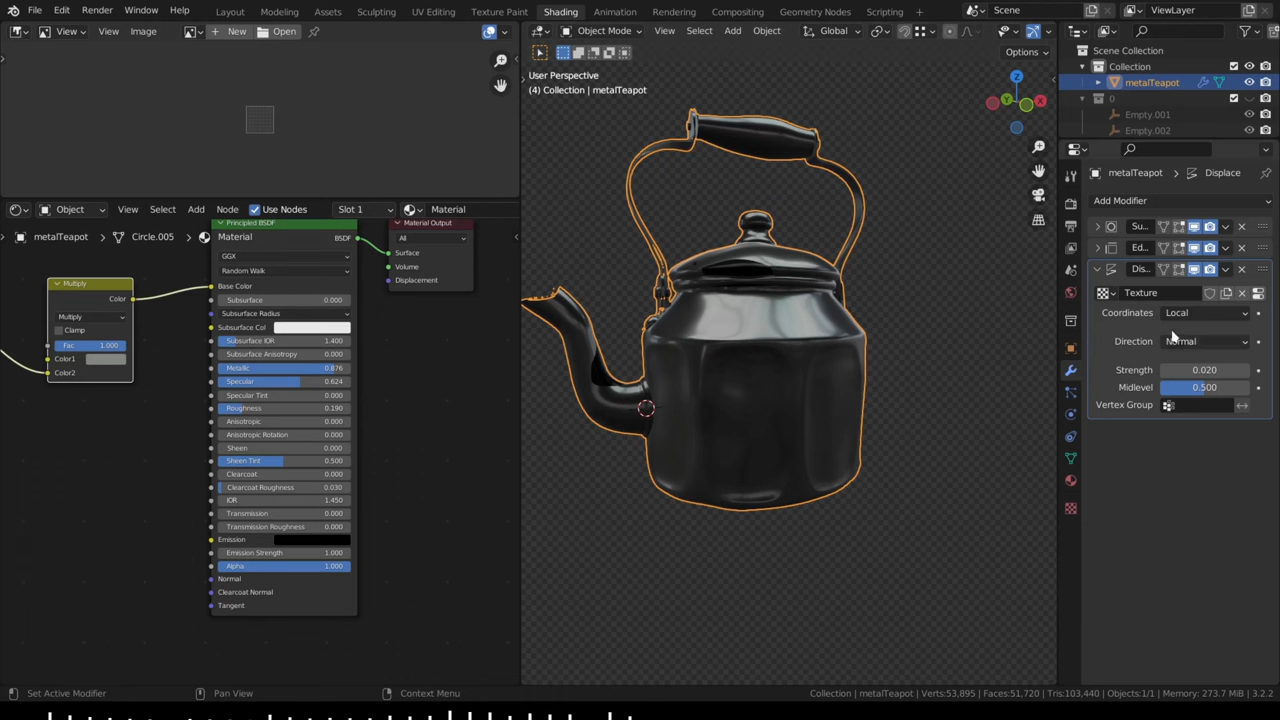 File Edit Render Window Help Layout Modeling Assets Sculpting UV Editing Texture Paint Shading Animation Rendering Compositing Geometry Nodes Scripting Scene ViewLayer
View View Image New Open Object Mode View Select Add Object Global
Options
User Perspective
(4) Collection | metalTeapot
Z
Y
X
Scene Collection
Collection
metalTeapot
0
Empty.001
Empty.002
metalTeapot Displace
Add Modifier
Su...
Ed...
Dis...
Texture
Coordinates Local
Direction Normal
Strength 0.020
Midlevel 0.500
Vertex Group
Object View Select Add Node Use Nodes Slot 1 Material
metalTeapot Circle.005
Multiply
Color
Multiply
Clamp
Fac 1.000
Color1
Color2
Principled BSDF
Material BSDF
GGX
Random Walk
Base Color
Subsurface 0.000
Subsurface Radius
Subsurface Col
Subsurface IOR 1.400
Subsurface Anisotropy 0.000
Metallic 0.876
Specular 0.624
Specular Tint 0.000
Roughness 0.190
Anisotropic 0.000
Anisotropic Rotation 0.000
Sheen 0.000
Sheen Tint 0.500
Clearcoat 0.000
Clearcoat Roughness 0.030
IOR 1.450
Transmission 0.000
Transmission Roughness 0.000
Emission
Emission Strength 1.000
Alpha 1.000
Normal
Clearcoat Normal
Tangent
Material Output
All
Surface
Volume
Displacement
Set Active Modifier Pan View Context Menu Collection | metalTeapot | Verts:53,895 | Faces:51,720 | Tris:103,440 | Objects:1/1 | Memory: 273.7 MiB | 3.2.2